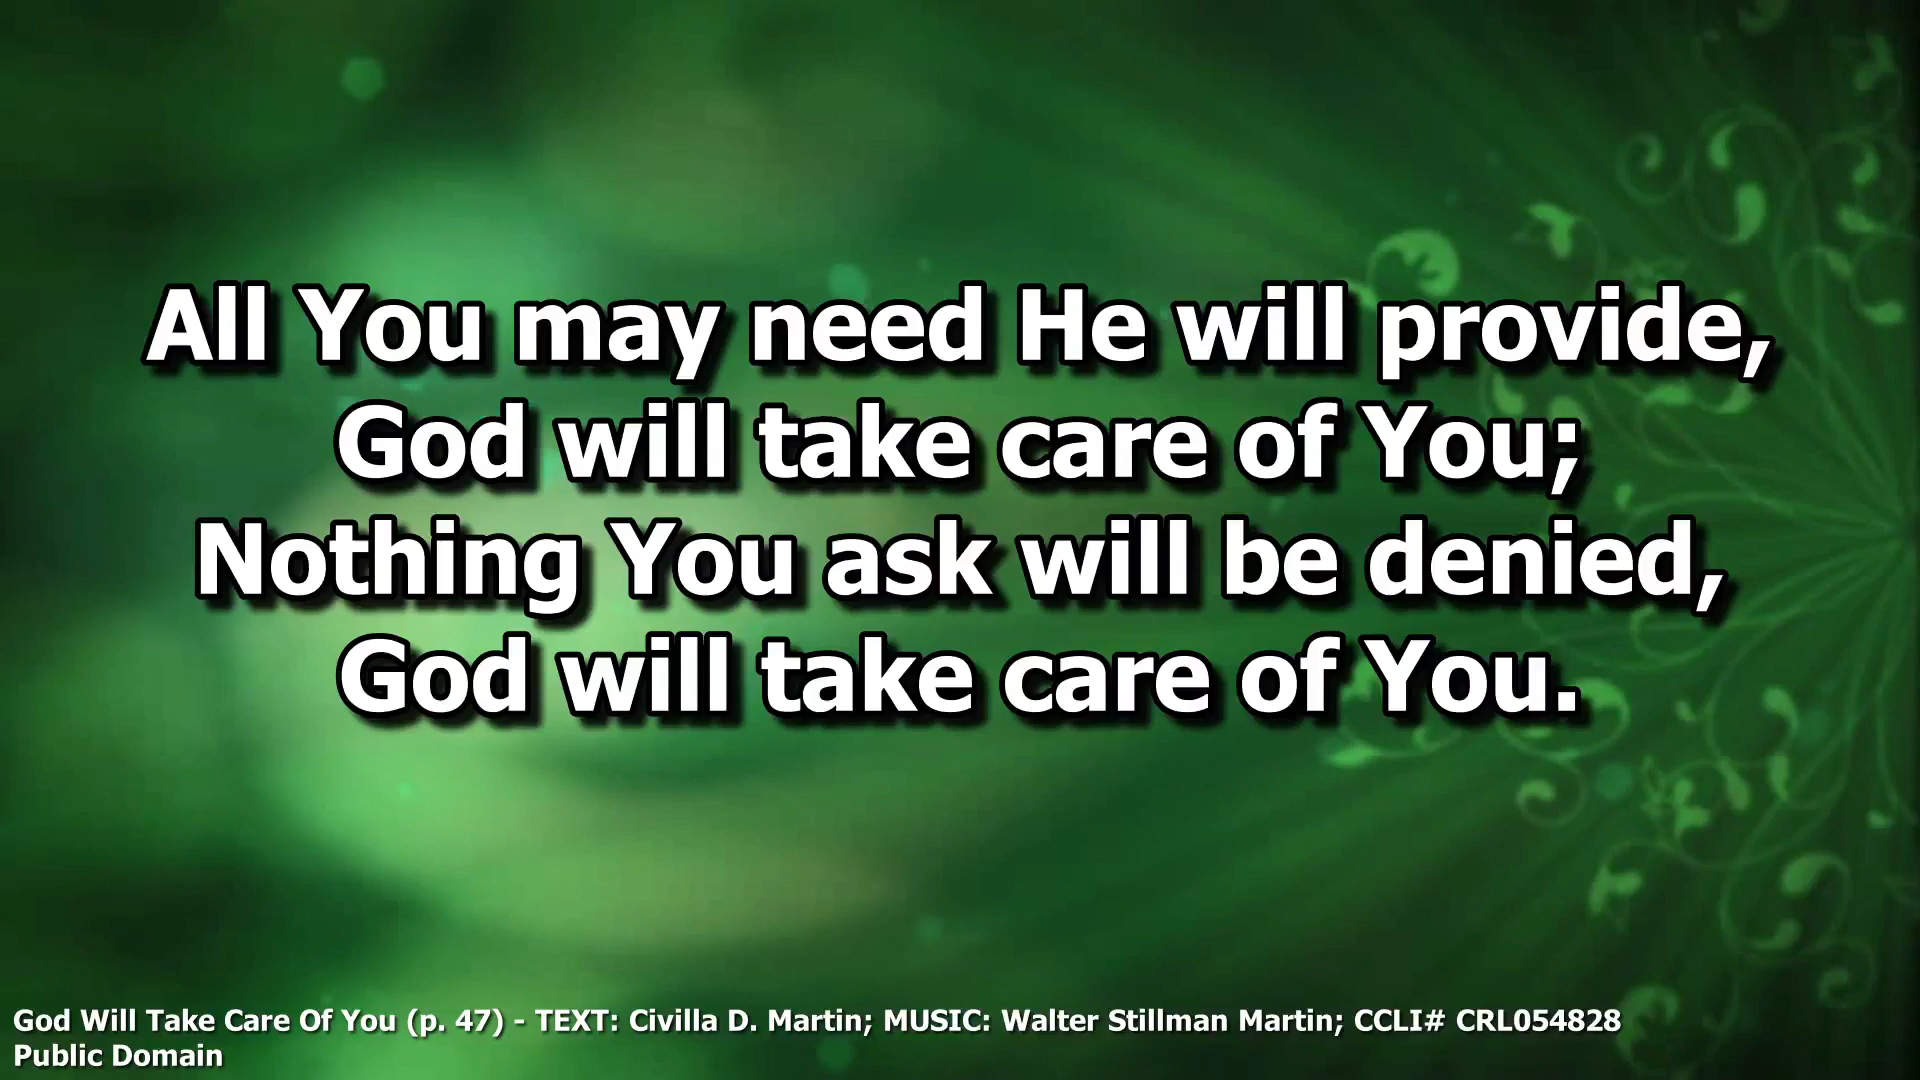 All You may need He will provide,
God will take care of You;
Nothing You ask will be denied,
God will take care of You.
God Will Take Care Of You (p. 47) - TEXT: Civilla D. Martin; MUSIC: Walter Stillman Martin; CCLI# CRL054828
Public Domain